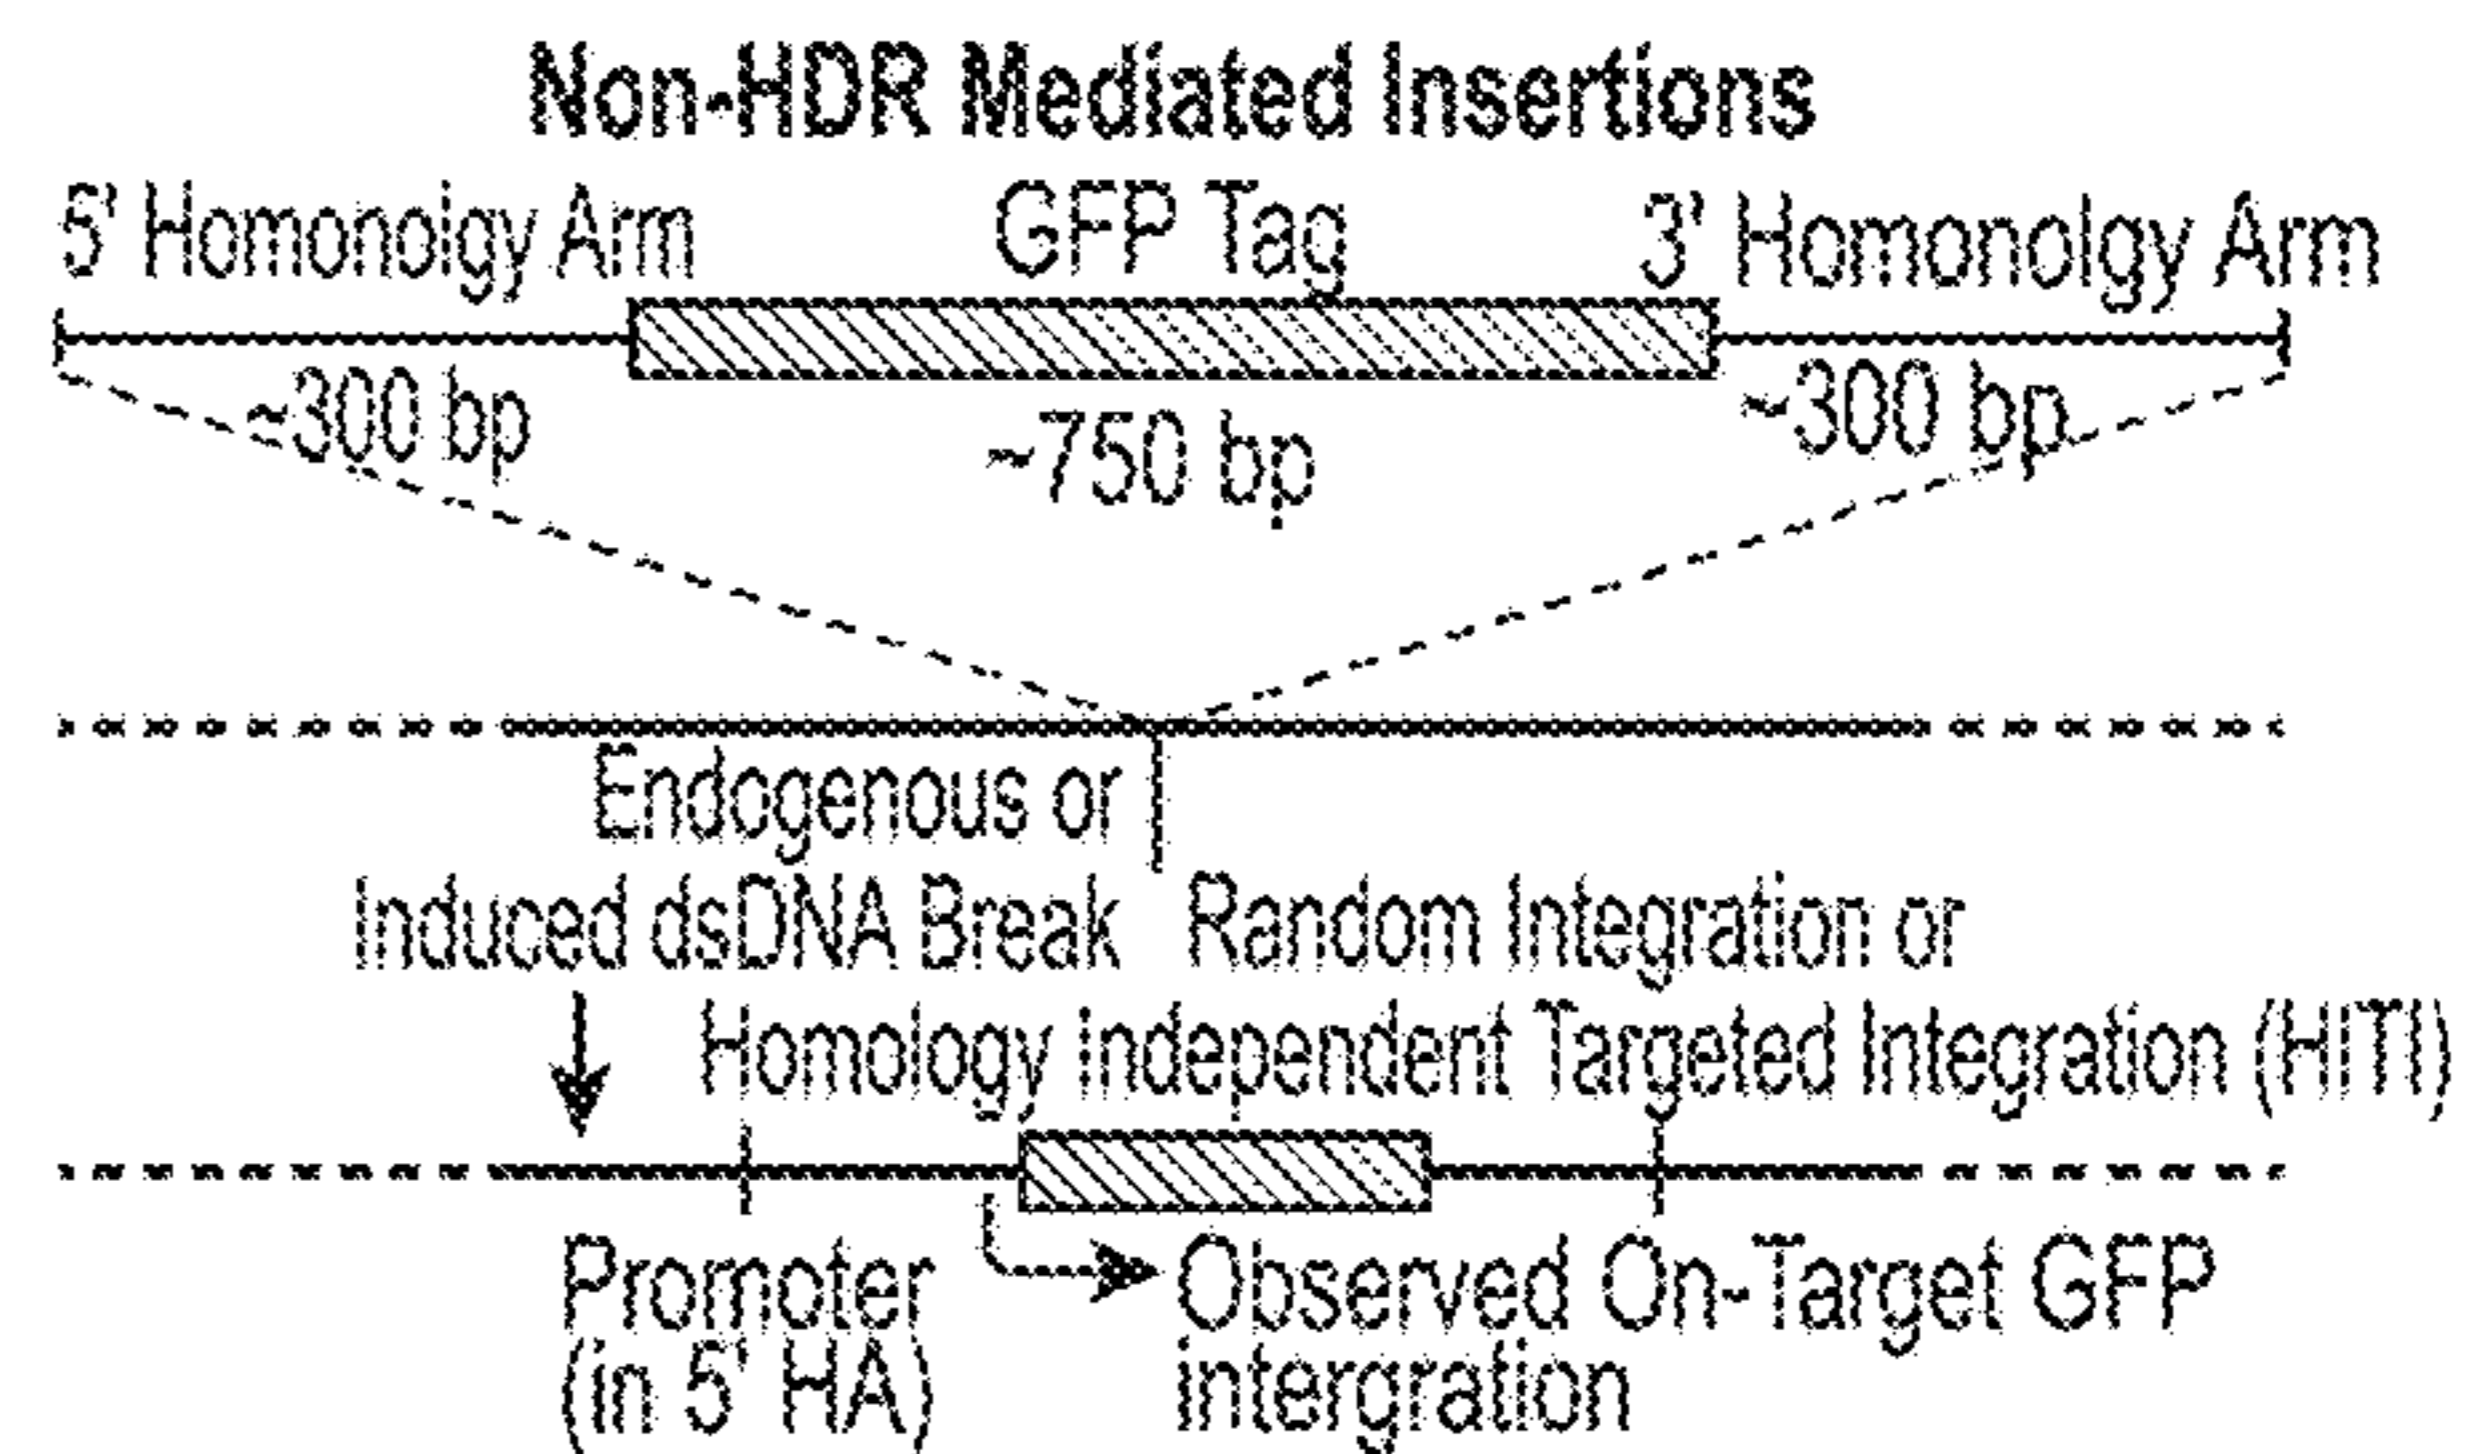 Non-HDR Mediated Insertions
5' Homonolgy Arm
GFP Tag
3' Homonolgy Arm
~300 bp
~750 bp
~300 bp
Endogenous or
Induced dsDNA Break
Random Integration or
Homology Independent Targeted Integration (HITI)
Promoter
(in 5' HA)
Observed On-Target GFP
intergration